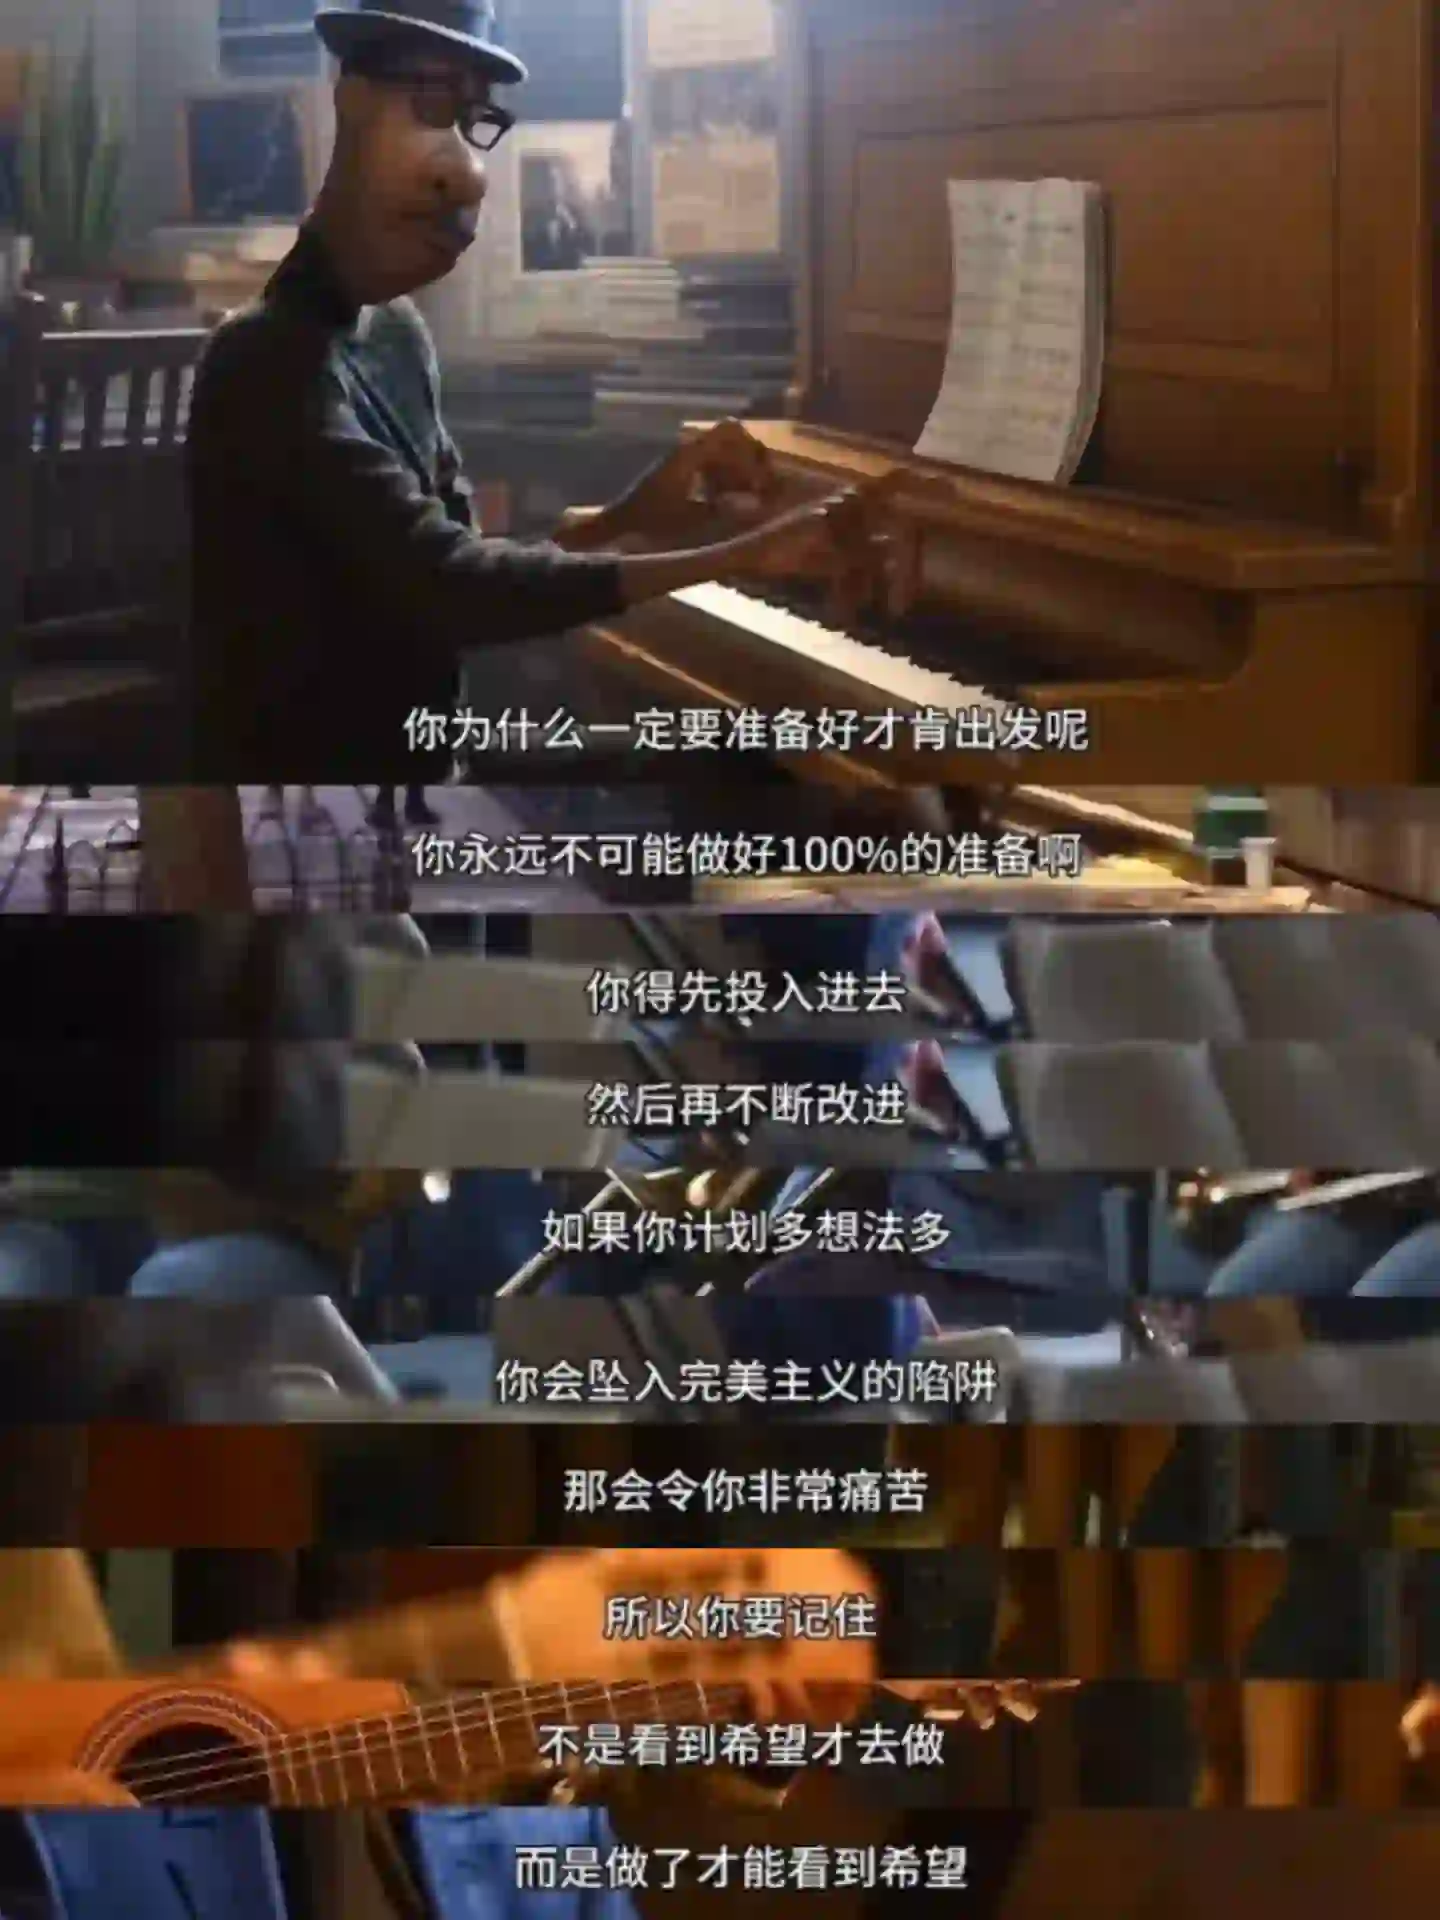 你为什么一定要准备好才肯出发呢
你永远不可能做好100%的准备啊
你得先投入进去
然后再不断改进
如果你计划多想法多
你会坠入完美主义的陷阱
那会令你非常痛苦
所以你要记住
不是看到希望才去做
而是做了才能看到希望